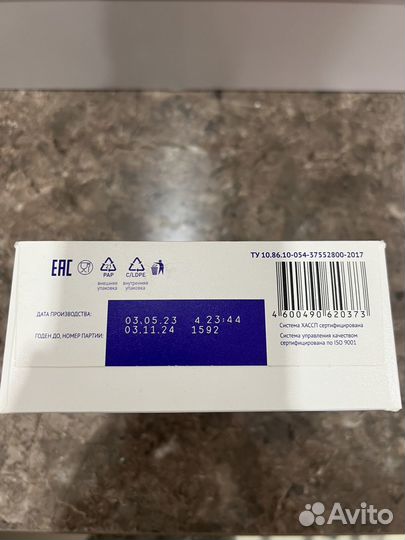 ТУ 10.86.10-054-37552800-2017
EAC
21
PAP
C/LDPE
внешняя упаковка
внутренняя упаковка
ДАТА ПРОИЗВОДСТВА:
03.05.23 4 23:44
ГОДЕН ДО, НОМЕР ПАРТИИ:
03.11.24 1592
4 600490 620373
Система ХАССП сертифицирована
Система управления качеством
сертифицирована по ISO 9001
Avito